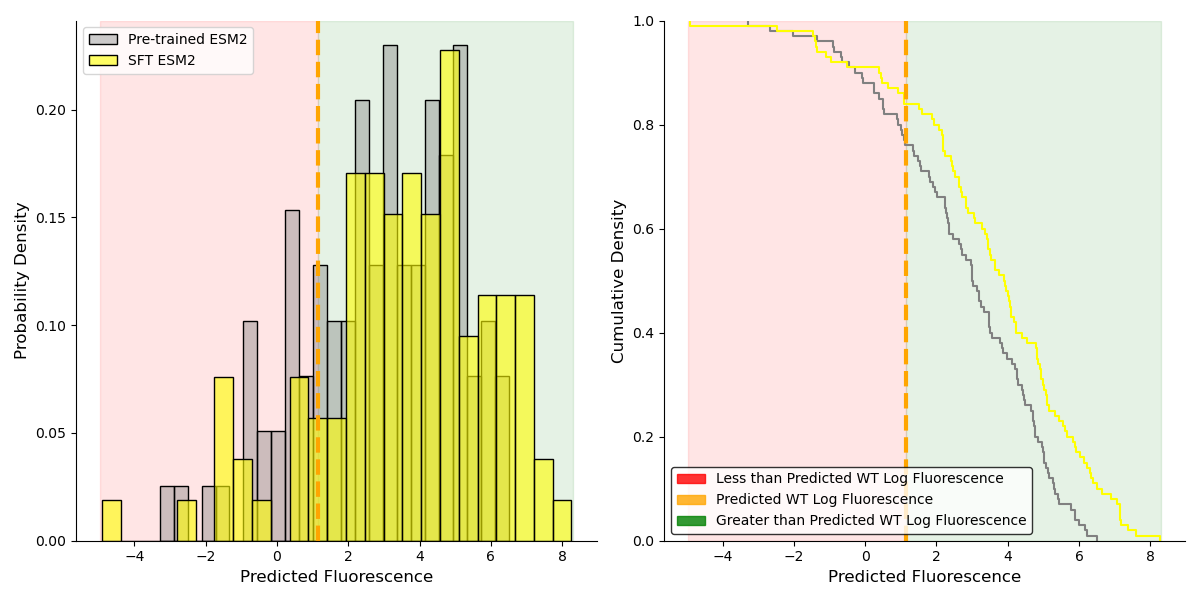 Pre-trained ESM2
SFT ESM2
Probability Density
0.20
0.15
0.10
0.05
0.00
−4 −2 0 2 4 6 8
Predicted Fluorescence
Cumulative Density
1.0
0.8
0.6
0.4
0.2
0.0
Less than Predicted WT Log Fluorescence
Predicted WT Log Fluorescence
Greater than Predicted WT Log Fluorescence
−4 −2 0 2 4 6 8
Predicted Fluorescence